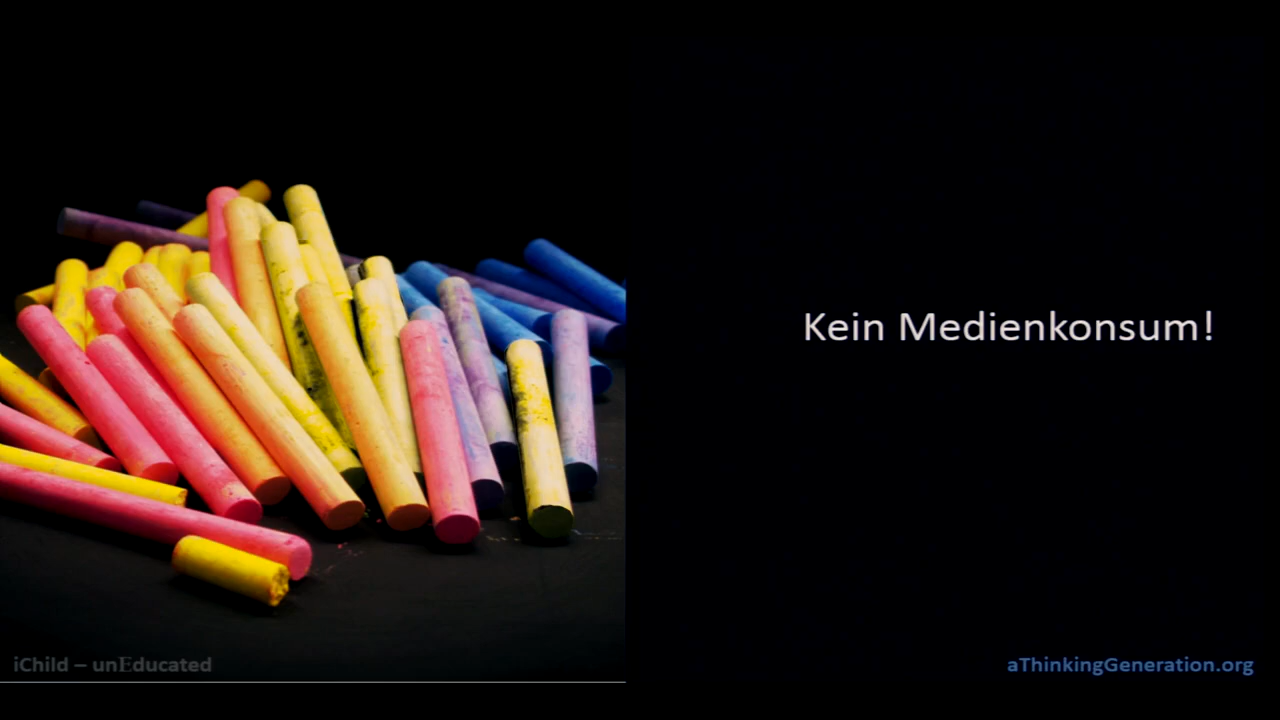 Kein Medienkonsum!
iChild – unEducated
aThinkingGeneration.org